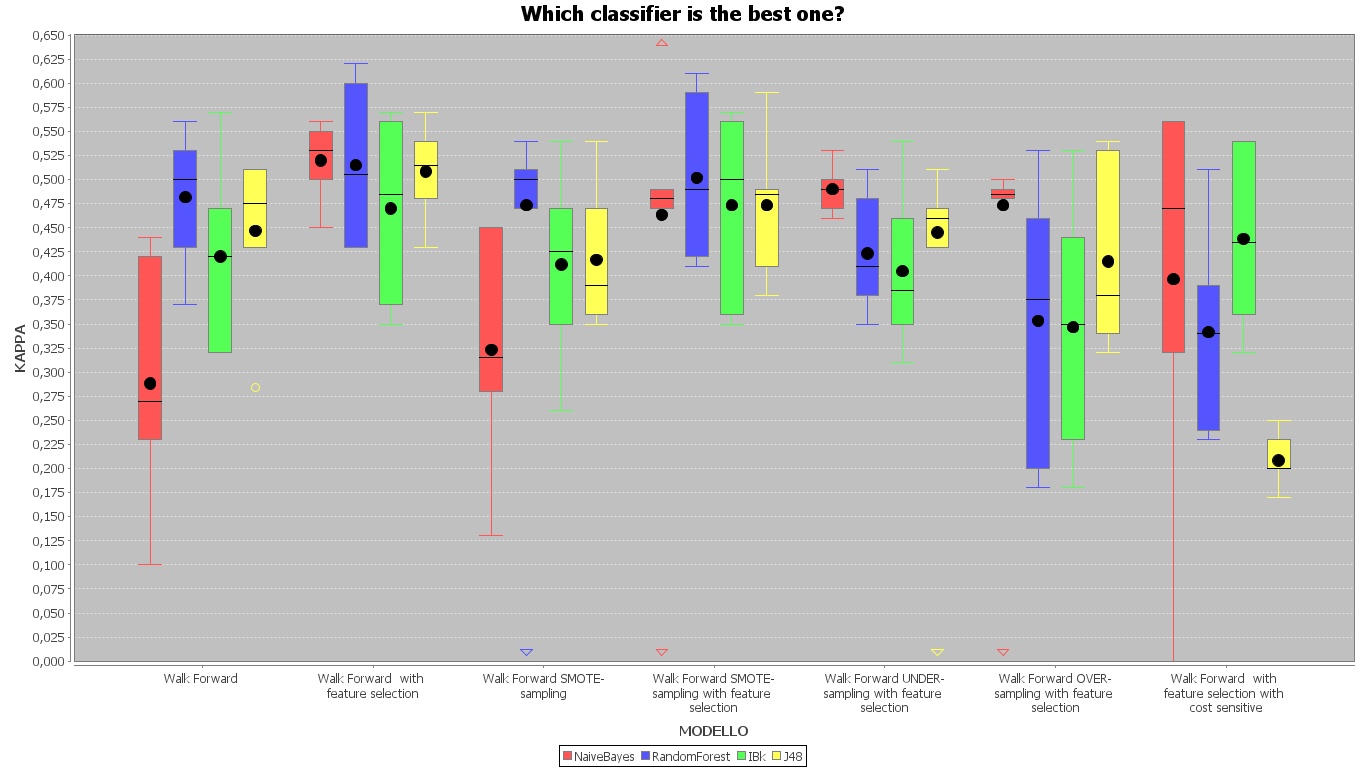 Which classifier is the best one?
0,650
0,625
0,600
0,575
0,550
0,525
0,500
0,475
0,450
0,425
0,400
0,375
0,350
0,325
0,300
0,275
0,250
0,225
0,200
0,175
0,150
0,125
0,100
0,075
0,050
0,025
0,000
KAPPA
Walk Forward
Walk Forward with
feature selection
Walk Forward SMOTE-
sampling
Walk Forward SMOTE-
sampling with feature
selection
Walk Forward UNDER-
sampling with feature
selection
Walk Forward OVER-
sampling with feature
selection
Walk Forward with
feature selection with
cost sensitive
MODELLO
NaiveBayes RandomForest IBk J48